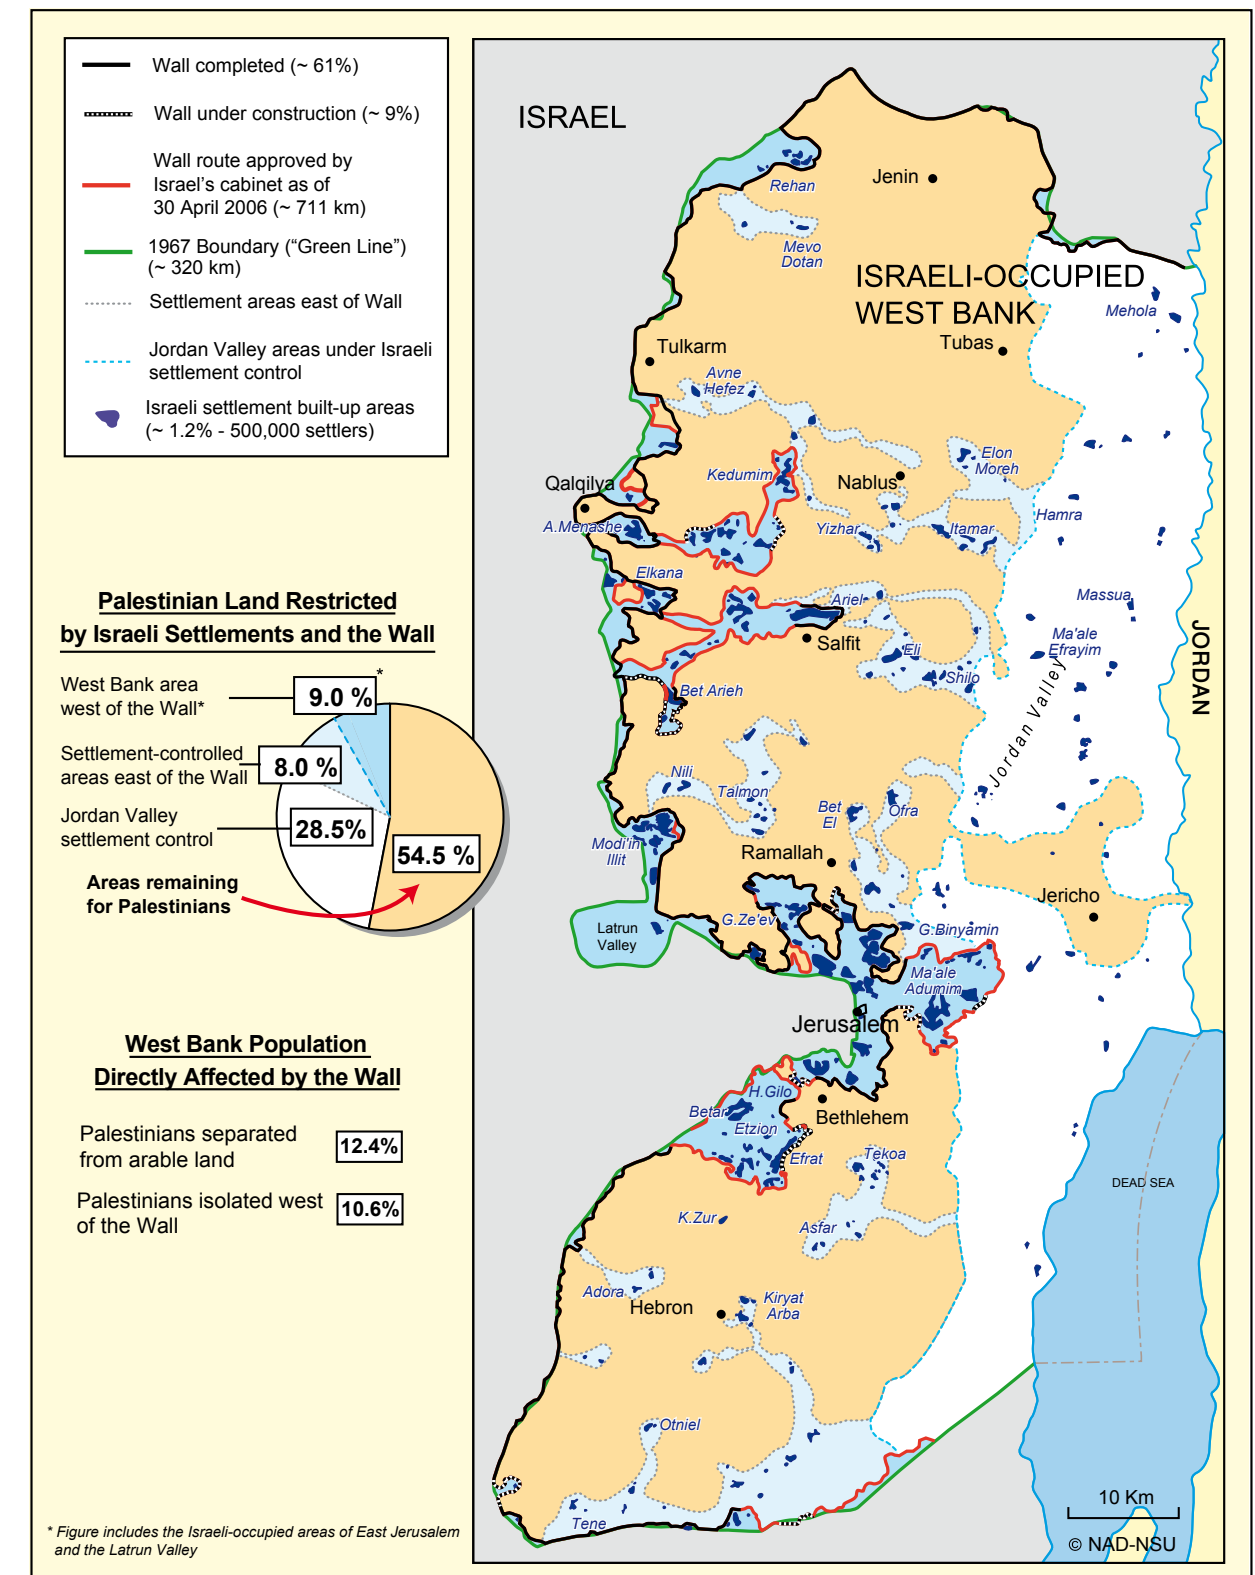 Wall completed (~ 61%)
Wall under construction (~ 9%)
Wall route approved by
Israel's cabinet as of
30 April 2006 (~ 711 km)
1967 Boundary (“Green Line”)
(~ 320 km)
Settlement areas east of Wall
Jordan Valley areas under Israeli
settlement control
Israeli settlement built-up areas
(~ 1.2% - 500,000 settlers)
Palestinian Land Restricted
by Israeli Settlements and the Wall
West Bank area
west of the Wall*
9.0 %
*
Settlement-controlled
areas east of the Wall
8.0 %
Jordan Valley
settlement control
28.5%
54.5 %
Areas remaining
for Palestinians
West Bank Population
Directly Affected by the Wall
Palestinians separated
from arable land
12.4%
Palestinians isolated west
of the Wall
10.6%
* Figure includes the Israeli-occupied areas of East Jerusalem
and the Latrun Valley
ISRAEL
Jenin
Rehan
Mevo
Dotan
ISRAELI-OCCUPIED
WEST BANK
Mehola
Tulkarm
Tubas
Avne
Hefez
Elon
Moreh
Kedumim
Nablus
Qalqilya
A.Menashe
Yizhar
Itamar
Hamra
Elkana
Ariel
Massua
Salfit
Ma'ale
Efrayim
Eli
Shilo
JORDAN
Bet Arieh
Jordan Valley
Nili
Talmon
Bet
El
Ofra
Modi'in
Illit
Ramallah
Jericho
G.Ze'ev
Latrun
Valley
G.Binyamin
Ma'ale
Adumim
Jerusalem
H.Gilo
Betar
Etzion
Bethlehem
Efrat
Tekoa
DEAD SEA
K.Zur
Asfar
Adora
Hebron
Kiryat
Arba
Otniel
Tene
10 Km
© NAD-NSU